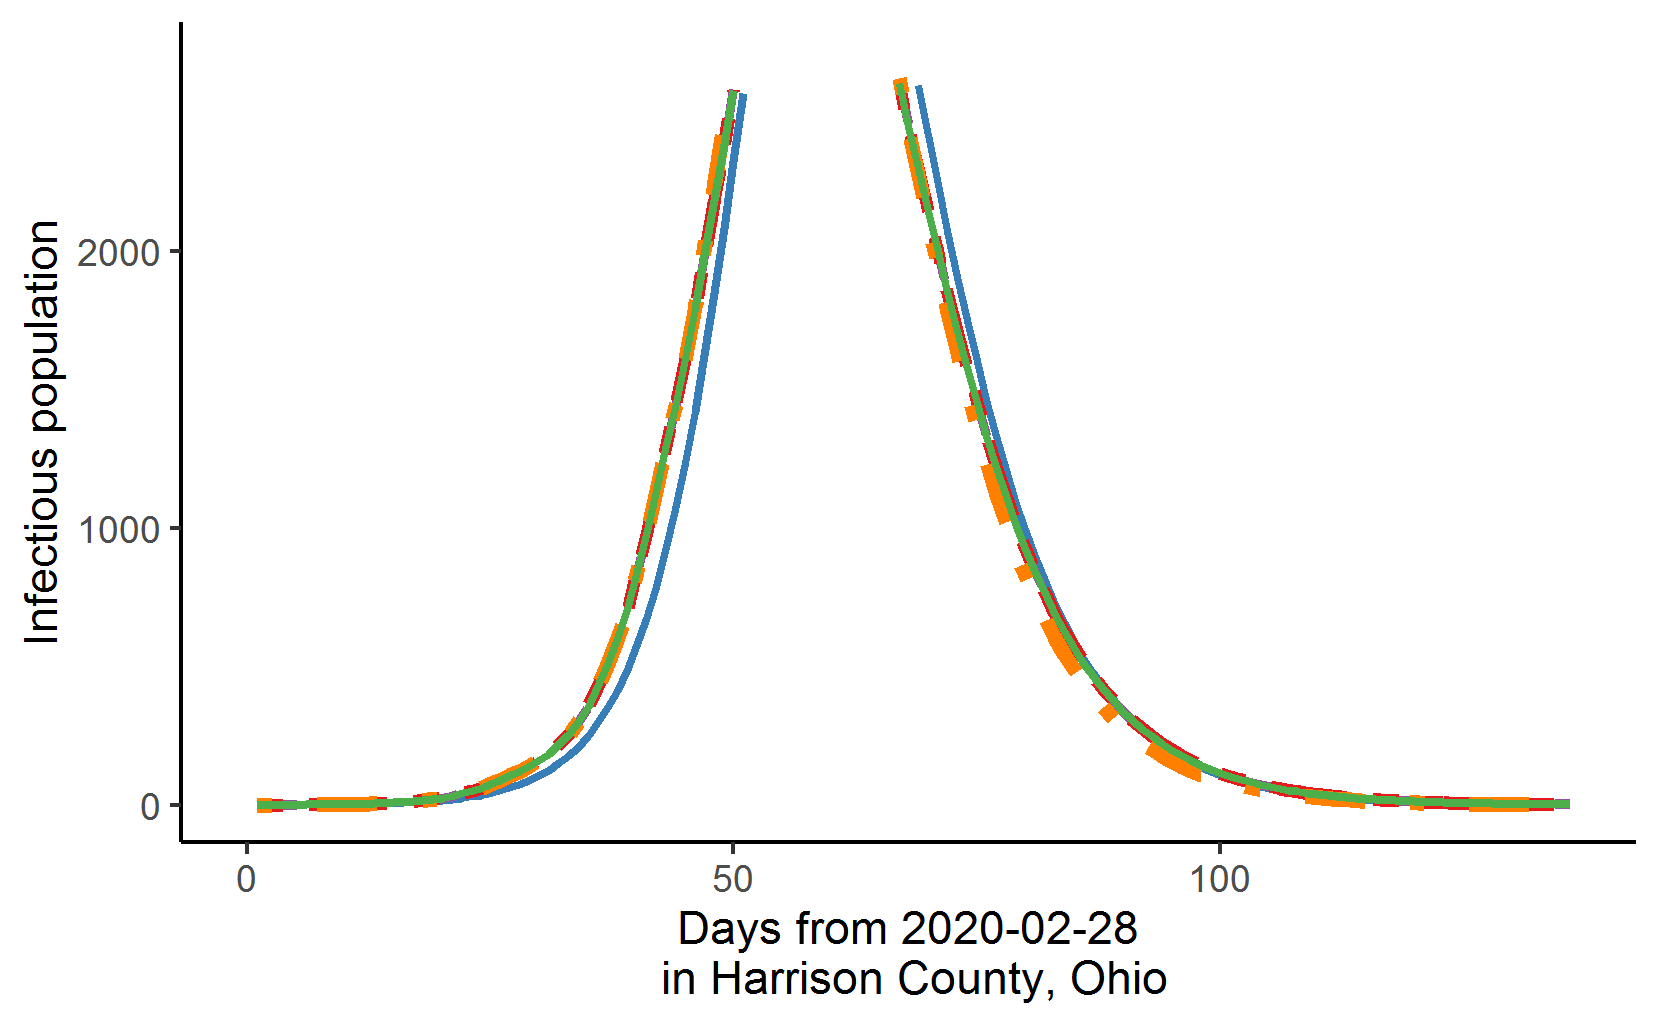 Infectious population
2000
1000
0
0
50
100
Days from 2020-02-28
in Harrison County, Ohio